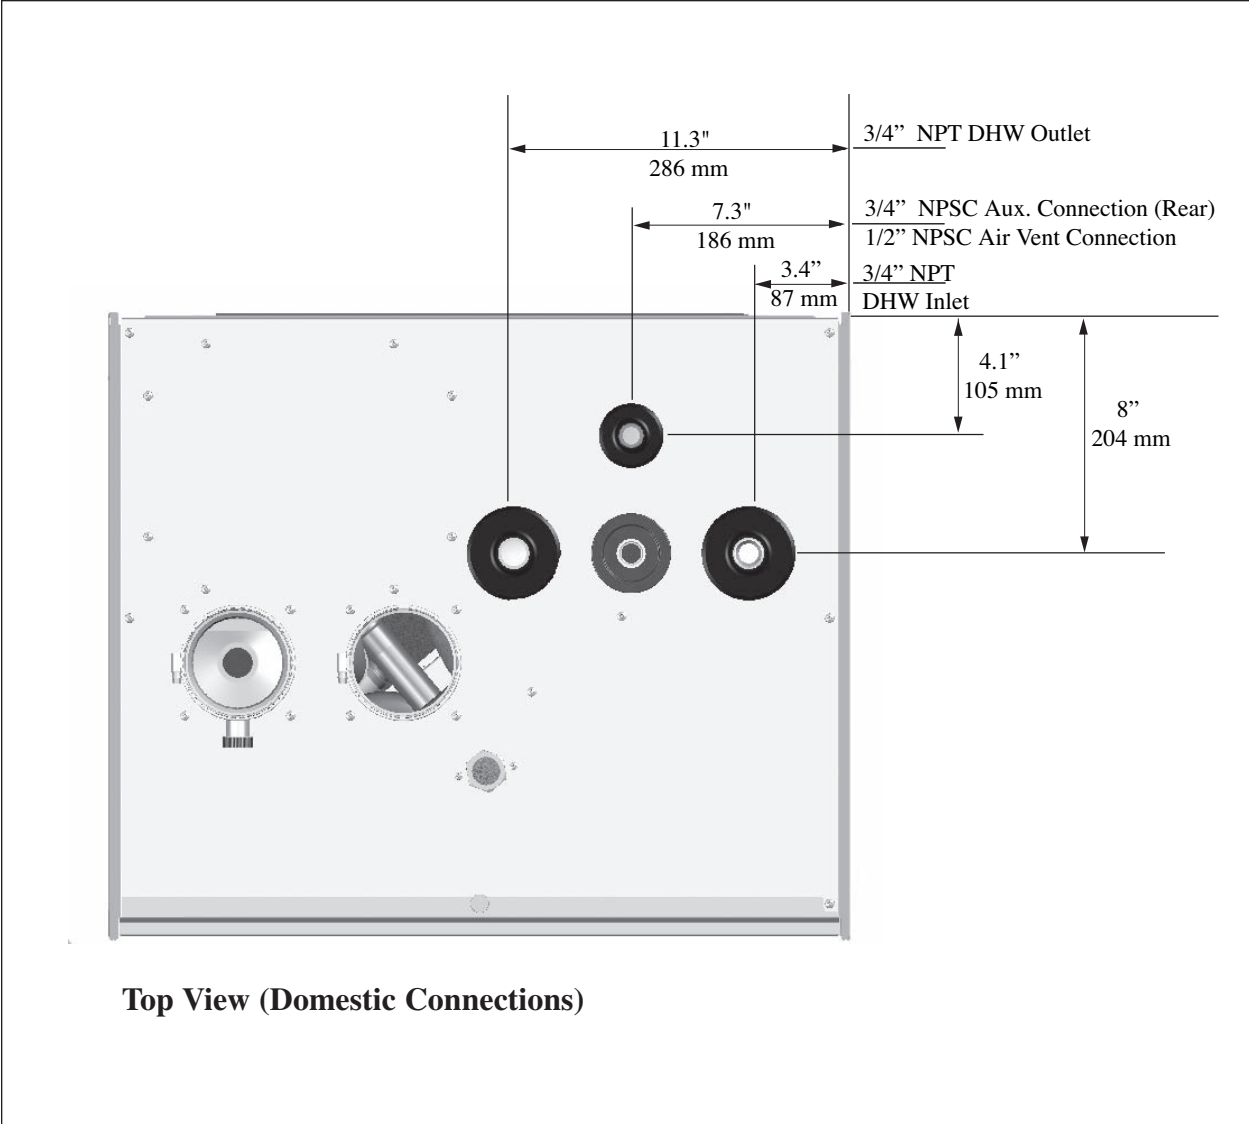 11.3"
286 mm
3/4” NPT DHW Outlet
7.3"
186 mm
3/4” NPSC Aux. Connection (Rear)
1/2” NPSC Air Vent Connection
3.4”
87 mm
3/4” NPT
DHW Inlet
4.1”
105 mm
8”
204 mm
Top View (Domestic Connections)